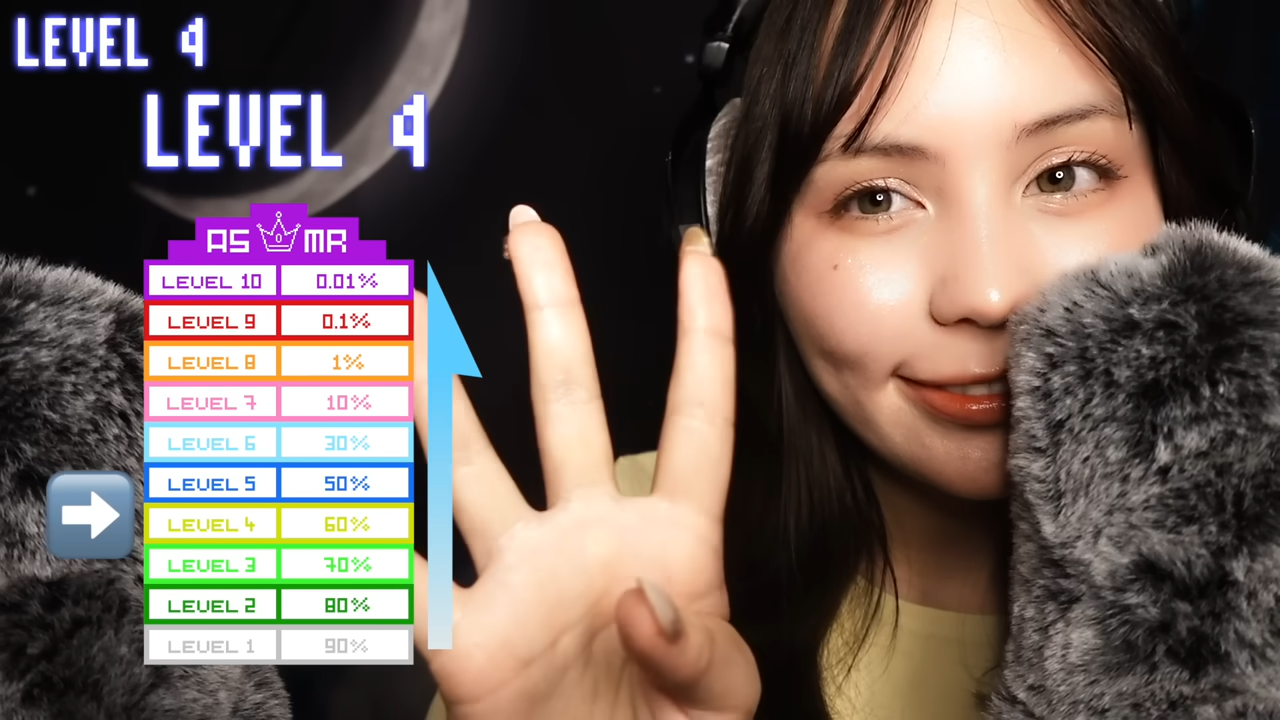 LEVEL 4
LEVEL 4
AS MR
LEVEL 10 0.01%
LEVEL 9 0.1%
LEVEL 8 1%
LEVEL 7 10%
LEVEL 6 30%
LEVEL 5 50%
LEVEL 4 60%
LEVEL 3 70%
LEVEL 2 80%
LEVEL 1 90%